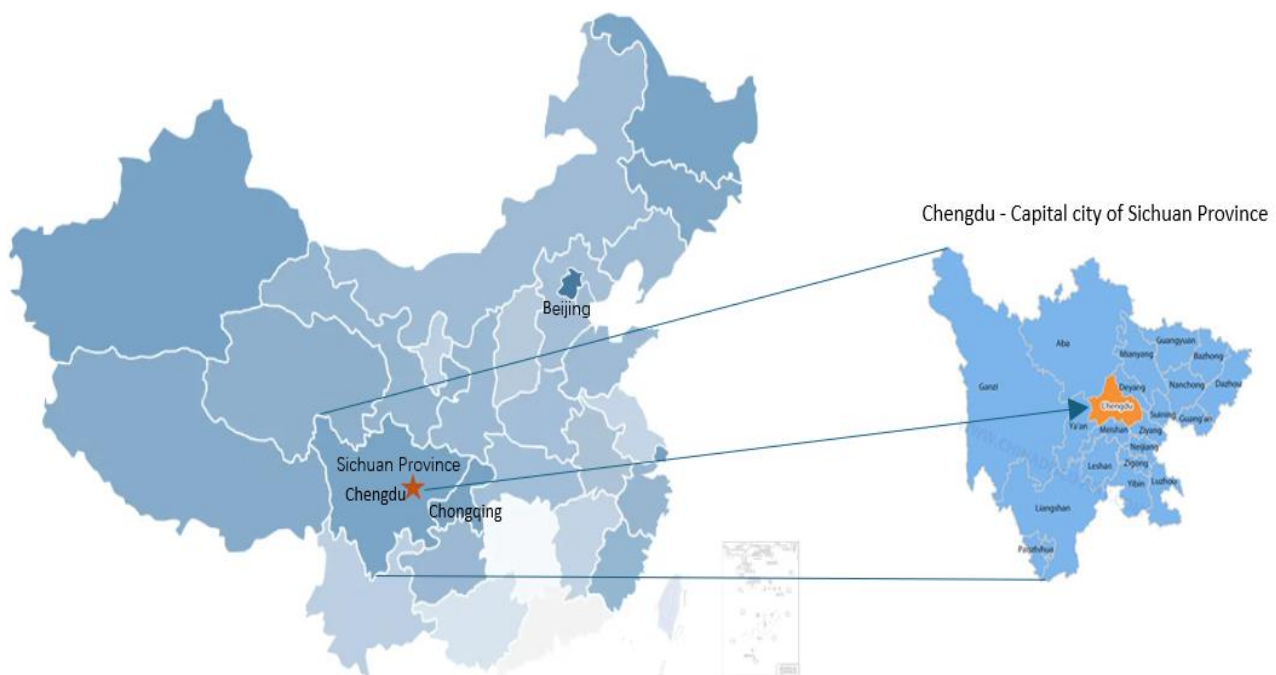 Chengdu - Capital city of Sichuan Province
Beijing
Sichuan Province
Chengdu
Chongqing
Aba
Guangyuan
Mianyang
Bazhong
Ganzi
Deyang
Nanchong
Dazhou
Chengdu
Suining
Guang'an
Ya'an
Meishan
Ziyang
Neijiang
Leshan
Zigong
Yibin
Luzhou
Liangshan
Panzhihua